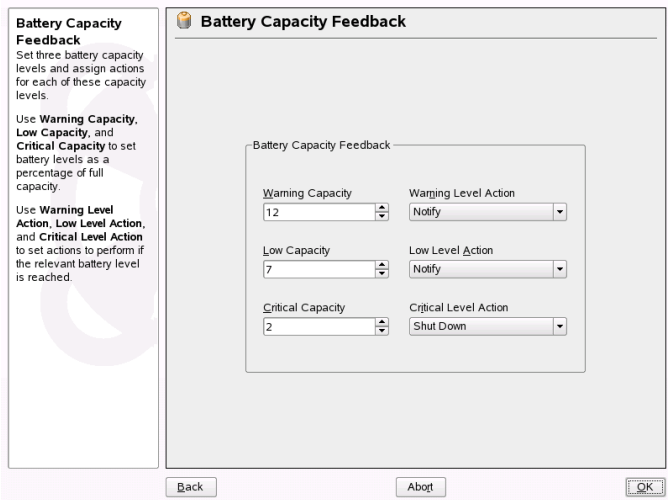 Battery Capacity
Feedback
Set three battery capacity
levels and assign actions
for each of these capacity
levels.
Use Warning Capacity,
Low Capacity, and
Critical Capacity to set
battery levels as a
percentage of full
capacity.
Use Warning Level
Action, Low Level Action,
and Critical Level Action
to set actions to perform if
the relevant battery level
is reached.
Battery Capacity Feedback
Battery Capacity Feedback
Warning Capacity
Warning Level Action
12
Notify
Low Capacity
Low Level Action
7
Notify
Critical Capacity
Critical Level Action
2
Shut Down
Back
Abort
OK